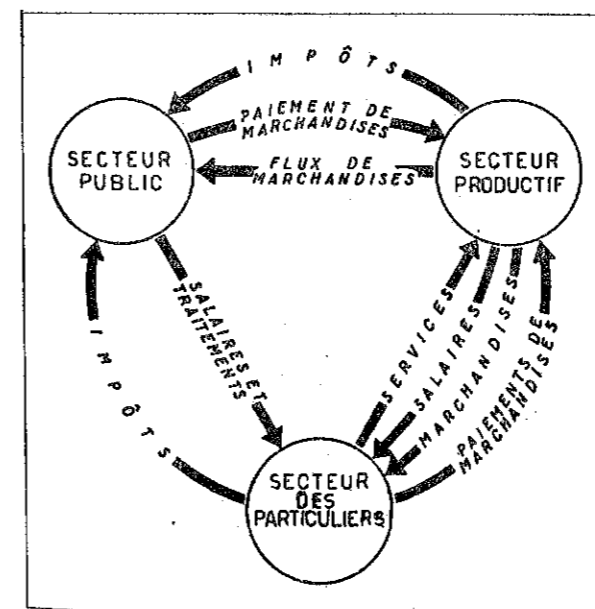 IMPÔTS
PAIEMENT DE
MARCHANDISES
FLUX DE
MARCHANDISES
SECTEUR
PUBLIC
SECTEUR
PRODUCTIF
IMPÔTS
SALAIRES ET
TRAITEMENTS
SERVICES
SALAIRES
MARCHANDISES
PAIEMENTS DE
MARCHANDISES
SECTEUR
DES
PARTICULIERS